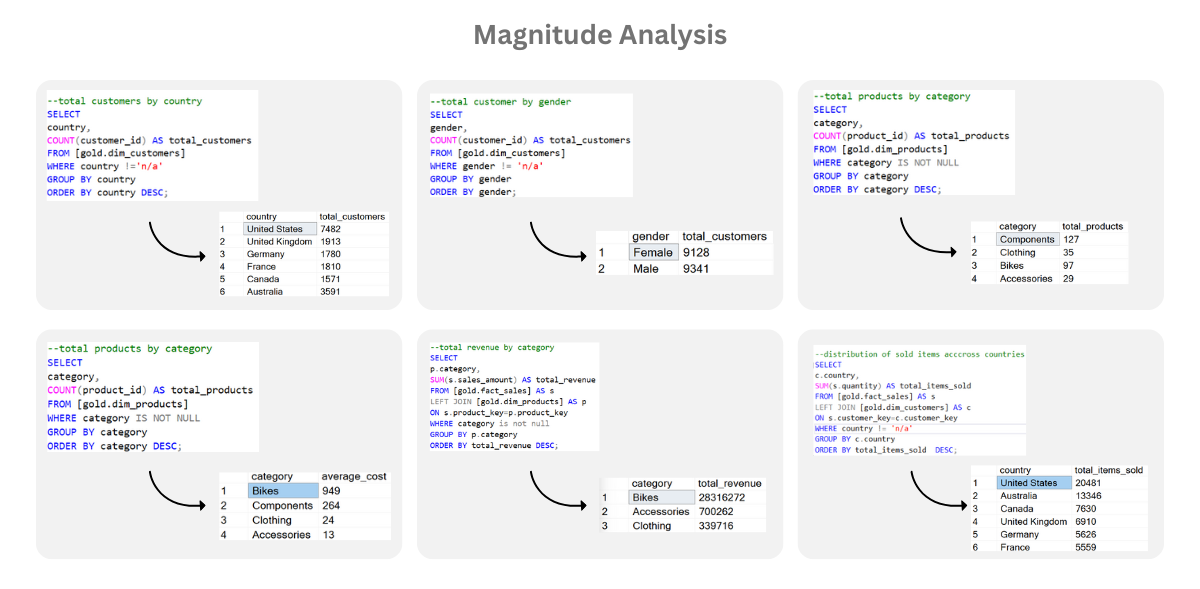 Magnitude Analysis
--total customers by country
SELECT
country,
COUNT(customer_id) AS total_customers
FROM [gold.dim_customers]
WHERE country !='n/a'
GROUP BY country
ORDER BY country DESC;
country total_customers
1 United States 7482
2 United Kingdom 1913
3 Germany 1780
4 France 1810
5 Canada 1571
6 Australia 3591
--total customer by gender
SELECT
gender,
COUNT(customer_id) AS total_customers
FROM [gold.dim_customers]
WHERE gender != 'n/a'
GROUP BY gender
ORDER BY gender;
gender total_customers
1 Female 9128
2 Male 9341
--total products by category
SELECT
category,
COUNT(product_id) AS total_products
FROM [gold.dim_products]
WHERE category IS NOT NULL
GROUP BY category
ORDER BY category DESC;
category total_products
1 Components 127
2 Clothing 35
3 Bikes 97
4 Accessories 29
--total products by category
SELECT
category,
COUNT(product_id) AS total_products
FROM [gold.dim_products]
WHERE category IS NOT NULL
GROUP BY category
ORDER BY category DESC;
category average_cost
1 Bikes 949
2 Components 264
3 Clothing 24
4 Accessories 13
--total revenue by category
SELECT
p.category,
SUM(s.sales_amount) AS total_revenue
FROM [gold.fact_sales] AS s
LEFT JOIN [gold.dim_products] AS p
ON s.product_key=p.product_key
WHERE category is not null
GROUP BY p.category
ORDER BY total_revenue DESC;
category total_revenue
1 Bikes 28316272
2 Accessories 700262
3 Clothing 339716
--distribution of sold items acccross countries
SELECT
c.country,
SUM(s.quantity) AS total_items_sold
FROM [gold.fact_sales] AS s
LEFT JOIN [gold.dim_customers] AS c
ON s.customer_key=c.customer_key
WHERE country != 'n/a'
GROUP BY c.country
ORDER BY total_items_sold DESC;
country total_items_sold
1 United States 20481
2 Australia 13346
3 Canada 7630
4 United Kingdom 6910
5 Germany 5626
6 France 5559